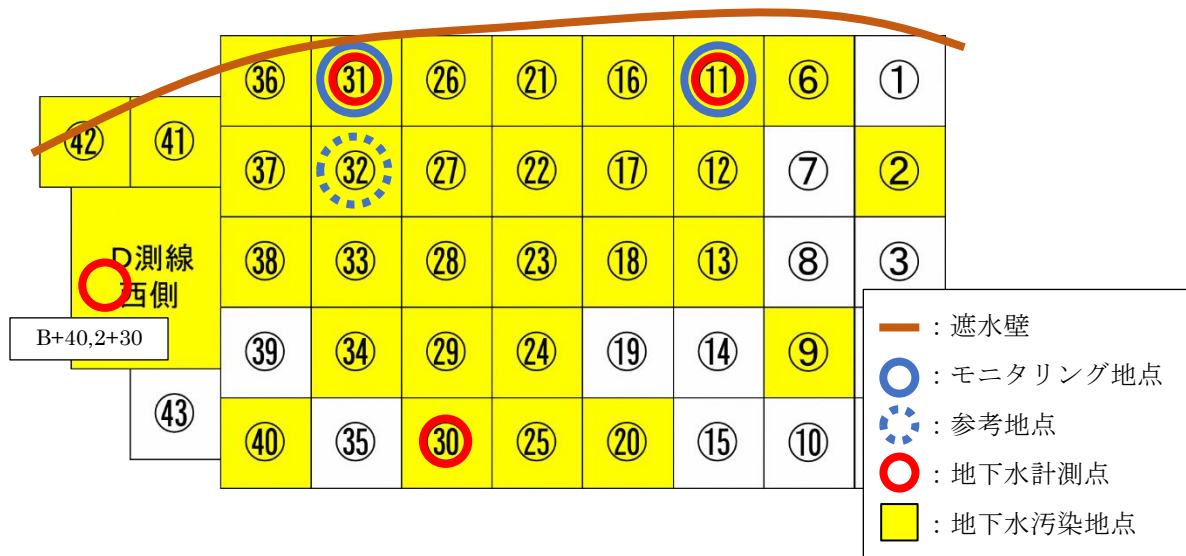 ㊱ ㉛ ㉖ ㉑ ⑯ ⑪ ⑥ ①
㊷ ㊶
㊲ ㉜ ㉗ ㉒ ⑰ ⑫ ⑦ ②
D測線
西側
㊳ ㉝ ㉘ ㉓ ⑱ ⑬ ⑧ ③
B+40,2+30
㊴ ㉞ ㉙ ㉔ ⑲ ⑭ ⑨
㊸
㊵ ㉟ ㉚ ㉕ ⑳ ⑮ ⑩
：遮水壁
：モニタリング地点
：参考地点
：地下水計測点
：地下水汚染地点